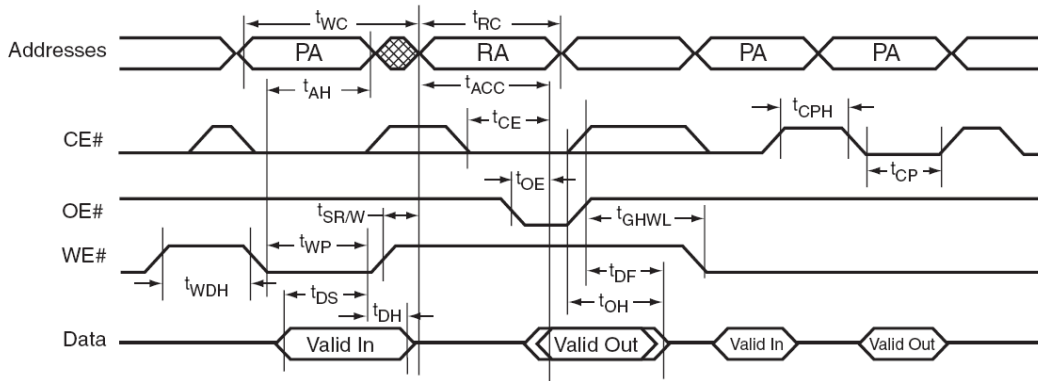 tWC tRC
Addresses PA RA PA PA
tAH tACC
tCE tCPH
CE#
tOE tCP
OE#
tSR/W tGHWL
tWP
WE#
tWDH tDF
tDS tOH
tDH
Data Valid In Valid Out Valid In Valid Out